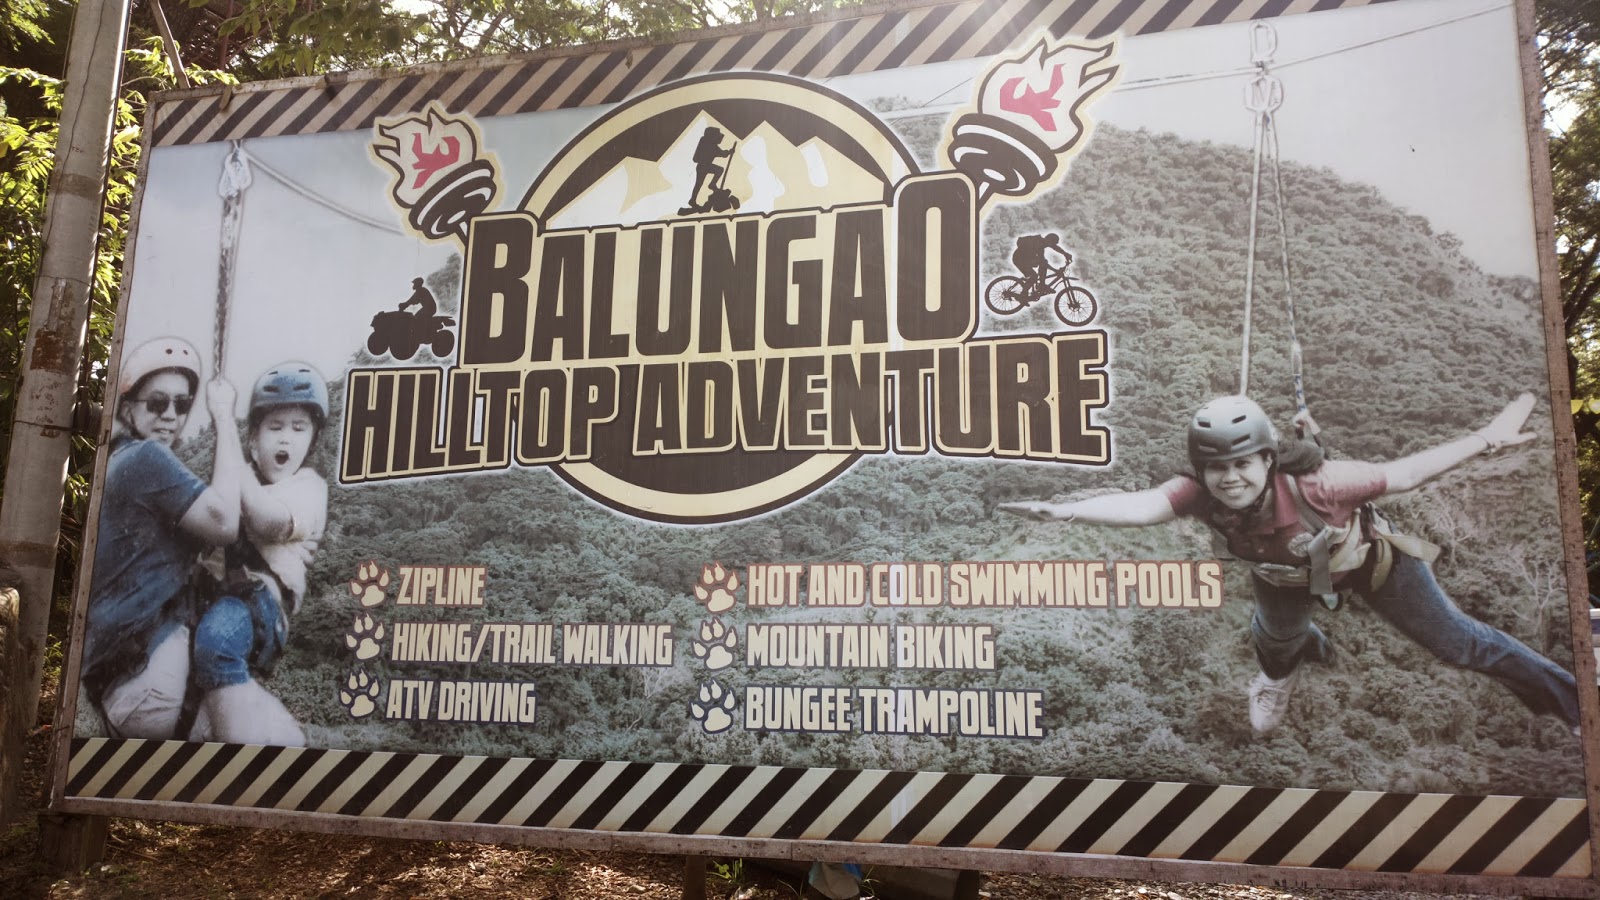 BALUNGAO
HILLTOP ADVENTURE
ZIPLINE
HIKING/TRAIL WALKING
ATV DRIVING
HOT AND COLD SWIMMING POOLS
MOUNTAIN BIKING
BUNGEE TRAMPOLINE